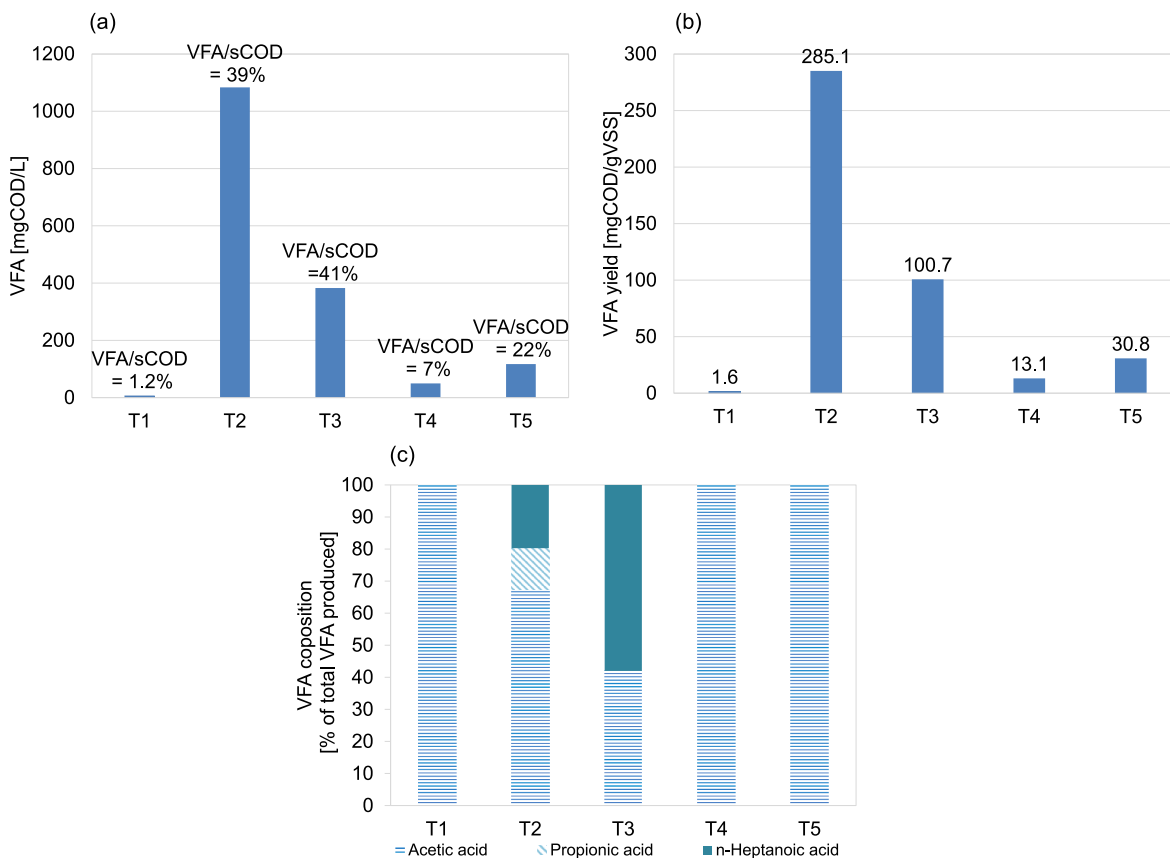 (a)
VFA [mgCOD/L]
1200
1000
800
600
400
200
0
VFA/sCOD
= 1.2%
VFA/sCOD
= 39%
VFA/sCOD
=41%
VFA/sCOD
= 7%
VFA/sCOD
= 22%
T1
T2
T3
T4
T5
(b)
VFA yield [mgCOD/gVSS]
300
250
200
150
100
50
0
1.6
285.1
100.7
13.1
30.8
T1
T2
T3
T4
T5
(c)
VFA coposition
[% of total VFA produced]
100
90
80
70
60
50
40
30
20
10
0
T1
T2
T3
T4
T5
Acetic acid
Propionic acid
n-Heptanoic acid